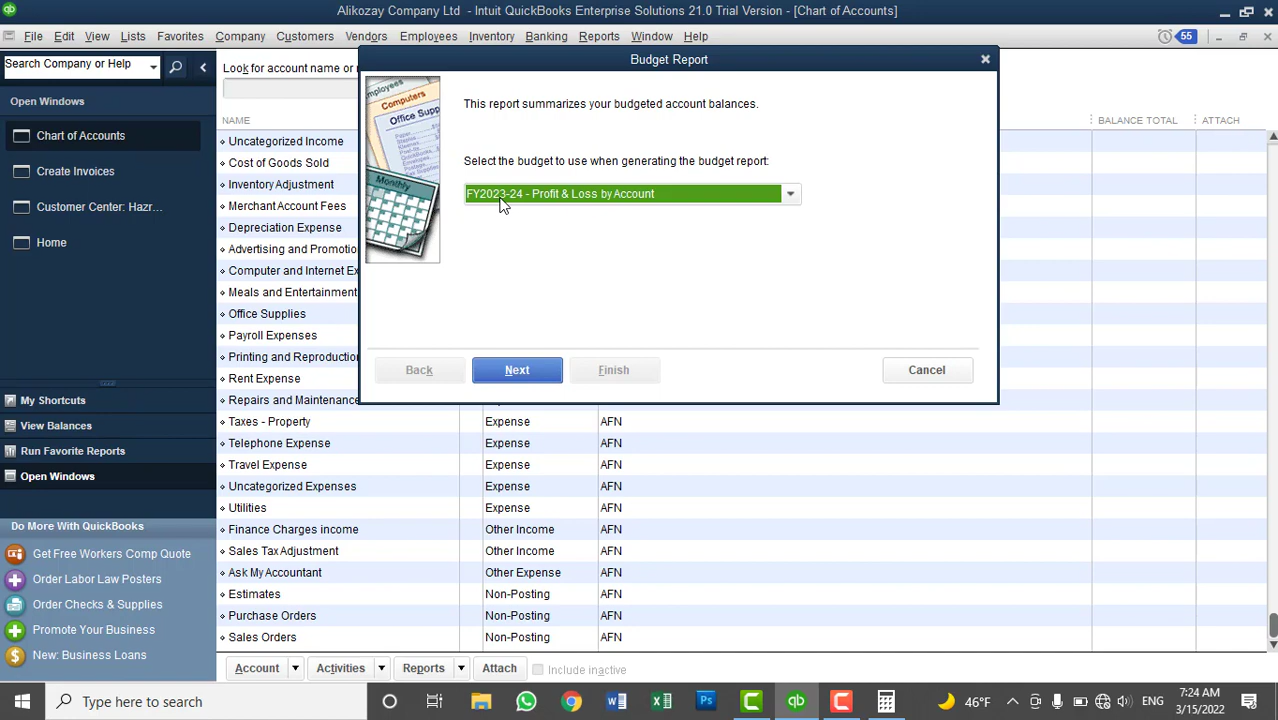 Alikozay Company Ltd - Intuit QuickBooks Enterprise Solutions 21.0 Trial Version - [Chart of Accounts]
File Edit View Lists Favorites Company Customers Vendors Employees Inventory Banking Reports Window Help
55
Search Company or Help
Look for account name or
Open Windows
Chart of Accounts
Create Invoices
Customer Center: Hazr...
Home
My Shortcuts
View Balances
Run Favorite Reports
Open Windows
Do More With QuickBooks
Get Free Workers Comp Quote
Order Labor Law Posters
Order Checks & Supplies
Promote Your Business
New: Business Loans
Budget Report
This report summarizes your budgeted account balances.
Select the budget to use when generating the budget report:
FY2023-24 - Profit & Loss by Account
Back Next Finish Cancel
Employees
Computers
Office Supp
Monthly
NAME BALANCE TOTAL ATTACH
Uncategorized Income
Cost of Goods Sold
Inventory Adjustment
Merchant Account Fees
Depreciation Expense
Advertising and Promotio
Computer and Internet Ex
Meals and Entertainment
Office Supplies
Payroll Expenses
Printing and Reproduction
Rent Expense
Repairs and Maintenance
Taxes - Property Expense AFN
Telephone Expense Expense AFN
Travel Expense Expense AFN
Uncategorized Expenses Expense AFN
Utilities Expense AFN
Finance Charges income Other Income AFN
Sales Tax Adjustment Other Income AFN
Ask My Accountant Other Expense AFN
Estimates Non-Posting AFN
Purchase Orders Non-Posting AFN
Sales Orders Non-Posting AFN
Account Activities Reports Attach Include inactive
Type here to search
46°F
ENG
7:24 AM
3/15/2022